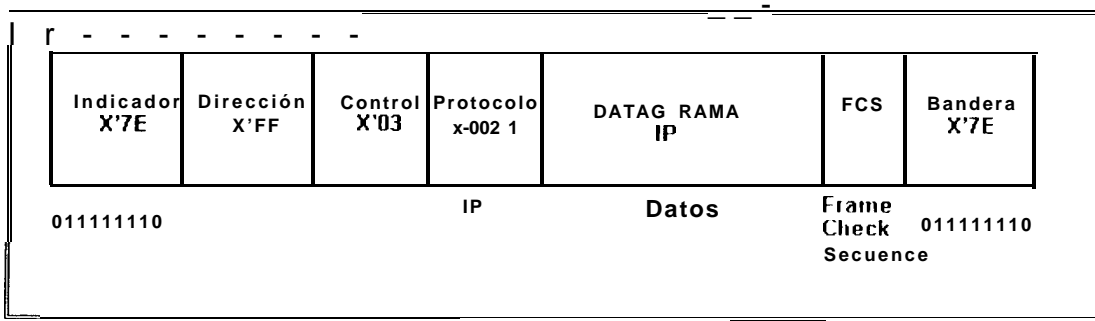 Indicador Dirección Control Protocolo DATAG RAMA FCS Bandera
X'7E X'FF X'03 x-002 1 IP X'7E
IP Datos Frame
011111110 Check 011111110
Secuence